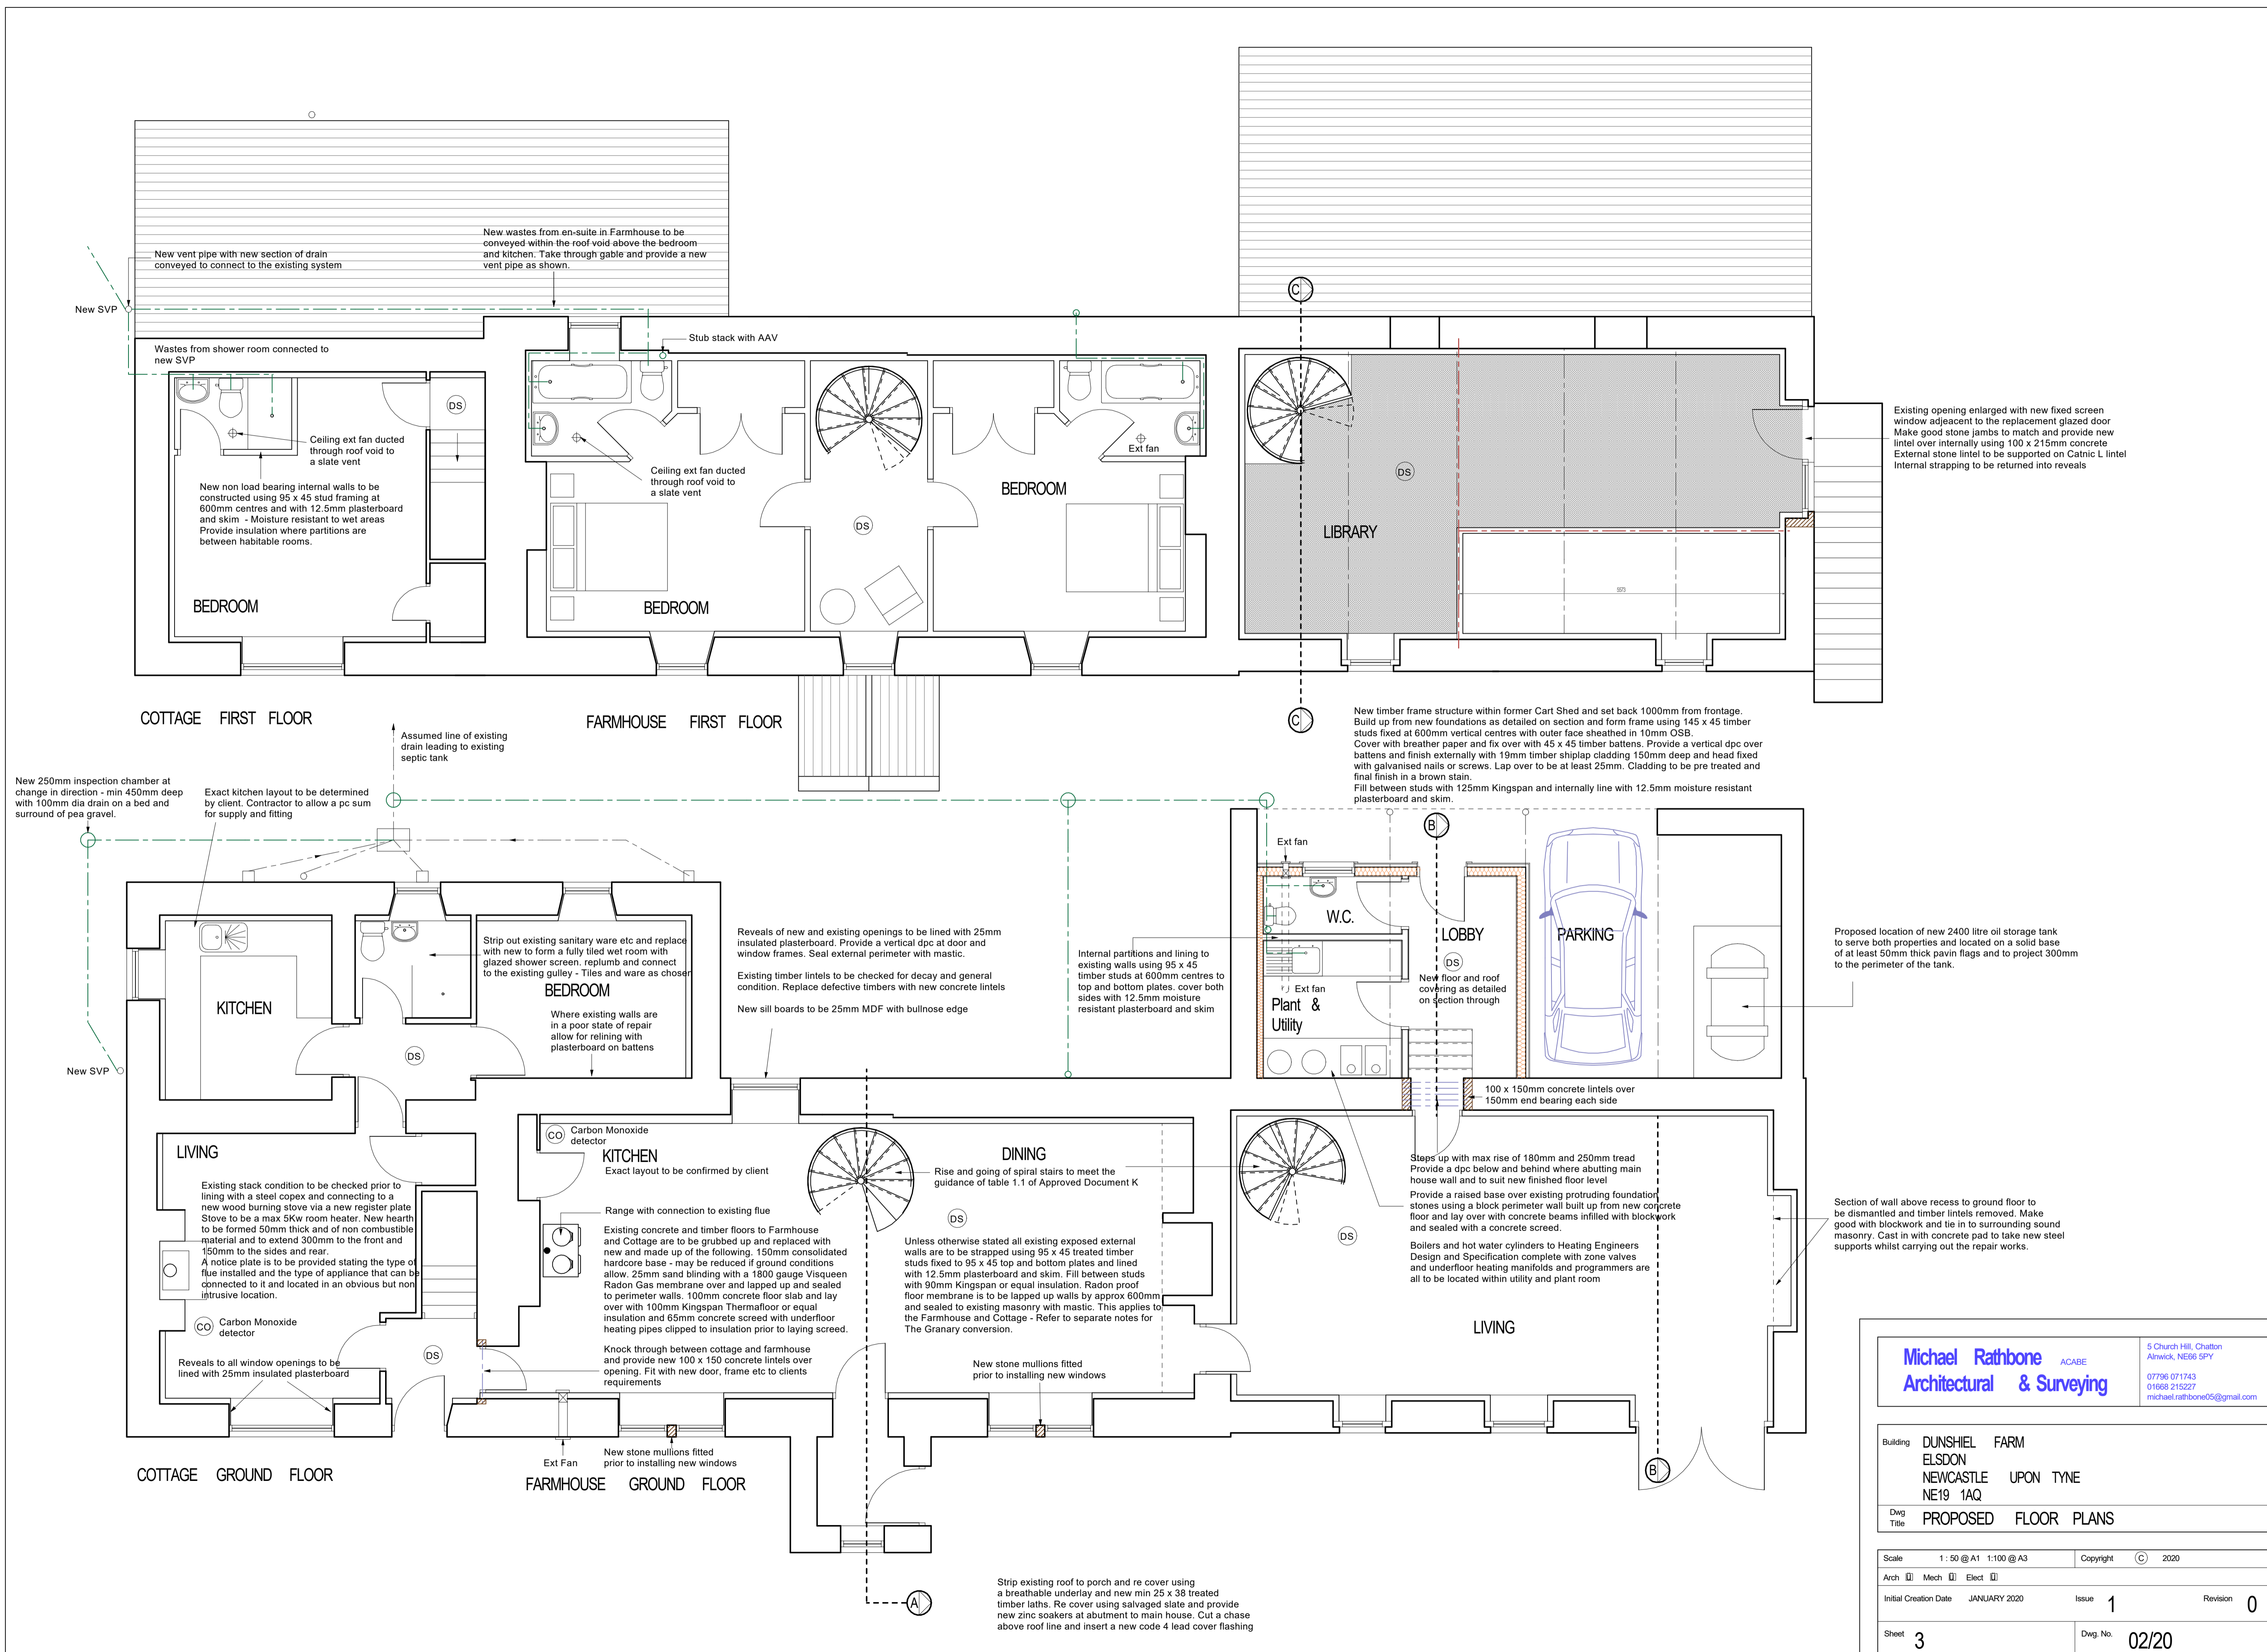 New vent pipe with new section of drain
conveyed to connect to the existing system
New wastes from en-suite in Farmhouse to be
conveyed within the roof void above the bedroom
and kitchen. Take through gable and provide a new
vent pipe as shown.
New SVP
Wastes from shower room connected to
new SVP
Stub stack with AAV
C
DS
Ceiling ext fan ducted
through roof void to
a slate vent
New non load bearing internal walls to be
constructed using 95 x 45 stud framing at
600mm centres and with 12.5mm plasterboard
and skim - Moisture resistant to wet areas
Provide insulation where partitions are
between habitable rooms.
BEDROOM
Ceiling ext fan ducted
through roof void to
a slate vent
BEDROOM
DS
Ext fan
BEDROOM
DS
LIBRARY
5573
Existing opening enlarged with new fixed screen
window adjeacent to the replacement glazed door
Make good stone jambs to match and provide new
lintel over internally using 100 x 215mm concrete
External stone lintel to be supported on Catnic L lintel
Internal strapping to be returned into reveals
COTTAGE FIRST FLOOR
FARMHOUSE FIRST FLOOR
C
New timber frame structure within former Cart Shed and set back 1000mm from frontage.
Build up from new foundations as detailed on section and form frame using 145 x 45 timber
studs fixed at 600mm vertical centres with outer face sheathed in 10mm OSB.
Cover with breather paper and fix over with 45 x 45 timber battens. Provide a vertical dpc over
battens and finish externally with 19mm timber shiplap cladding 150mm deep and head fixed
with galvanised nails or screws. Lap over to be at least 25mm. Cladding to be pre treated and
final finish in a brown stain.
Fill between studs with 125mm Kingspan and internally line with 12.5mm moisture resistant
plasterboard and skim.
Assumed line of existing
drain leading to existing
septic tank
New 250mm inspection chamber at
change in direction - min 450mm deep
with 100mm dia drain on a bed and
surround of pea gravel.
Exact kitchen layout to be determined
by client. Contractor to allow a pc sum
for supply and fitting
KITCHEN
New SVP
Strip out existing sanitary ware etc and replace
with new to form a fully tiled wet room with
glazed shower screen. replumb and connect
to the existing gulley - Tiles and ware as chosen
BEDROOM
Where existing walls are
in a poor state of repair
allow for relining with
plasterboard on battens
DS
Reveals of new and existing openings to be lined with 25mm
insulated plasterboard. Provide a vertical dpc at door and
window frames. Seal external perimeter with mastic.
Existing timber lintels to be checked for decay and general
condition. Replace defective timbers with new concrete lintels
New sill boards to be 25mm MDF with bullnose edge
Internal partitions and lining to
existing walls using 95 x 45
timber studs at 600mm centres to
top and bottom plates. cover both
sides with 12.5mm moisture
resistant plasterboard and skim
Ext fan
B
W.C.
LOBBY
DS
New floor and roof
covering as detailed
on section through
Ext fan
Plant &
Utility
PARKING
Proposed location of new 2400 litre oil storage tank
to serve both properties and located on a solid base
of at least 50mm thick pavin flags and to project 300mm
to the perimeter of the tank.
100 x 150mm concrete lintels over
150mm end bearing each side
LIVING
Existing stack condition to be checked prior to
lining with a steel copex and connecting to a
new wood burning stove via a new register plate
Stove to be a max 5Kw room heater. New hearth
to be formed 50mm thick and of non combustible
material and to extend 300mm to the front and
150mm to the sides and rear.
A notice plate is to be provided stating the type of
flue installed and the type of appliance that can be
connected to it and located in an obvious but non
intrusive location.
CO
Carbon Monoxide
detector
Reveals to all window openings to be
lined with 25mm insulated plasterboard
DS
CO
Carbon Monoxide
detector
KITCHEN
Exact layout to be confirmed by client
Range with connection to existing flue
Existing concrete and timber floors to Farmhouse
and Cottage are to be grubbed up and replaced with
new and made up of the following. 150mm consolidated
hardcore base - may be reduced if ground conditions
allow. 25mm sand blinding with a 1800 gauge Visqueen
Radon Gas membrane over and lapped up and sealed
to perimeter walls. 100mm concrete floor slab and lay
over with 100mm Kingspan Thermafloor or equal
insulation and 65mm concrete screed with underfloor
heating pipes clipped to insulation prior to laying screed.
Knock through between cottage and farmhouse
and provide new 100 x 150 concrete lintels over
opening. Fit with new door, frame etc to clients
requirements
DINING
Rise and going of spiral stairs to meet the
guidance of table 1.1 of Approved Document K
DS
Unless otherwise stated all existing exposed external
walls are to be strapped using 95 x 45 treated timber
studs fixed to 95 x 45 top and bottom plates and lined
with 12.5mm plasterboard and skim. Fill between studs
with 90mm Kingspan or equal insulation. Radon proof
floor membrane is to be lapped up walls by approx 600mm
and sealed to existing masonry with mastic. This applies to
the Farmhouse and Cottage - Refer to separate notes for
The Granary conversion.
New stone mullions fitted
prior to installing new windows
DS
Steps up with max rise of 180mm and 250mm tread
Provide a dpc below and behind where abutting main
house wall and to suit new finished floor level
Provide a raised base over existing protruding foundation
stones using a block perimeter wall built up from new concrete
floor and lay over with concrete beams infilled with blockwork
and sealed with a concrete screed.
Boilers and hot water cylinders to Heating Engineers
Design and Specification complete with zone valves
and underfloor heating manifolds and programmers are
all to be located within utility and plant room
LIVING
Section of wall above recess to ground floor to
be dismantled and timber lintels removed. Make
good with blockwork and tie in to surrounding sound
masonry. Cast in with concrete pad to take new steel
supports whilst carrying out the repair works.
Ext Fan
New stone mullions fitted
prior to installing new windows
B
COTTAGE GROUND FLOOR
FARMHOUSE GROUND FLOOR
A
Strip existing roof to porch and re cover using
a breathable underlay and new min 25 x 38 treated
timber laths. Re cover using salvaged slate and provide
new zinc soakers at abutment to main house. Cut a chase
above roof line and insert a new code 4 lead cover flashing
Michael Rathbone ACABE
Architectural & Surveying
5 Church Hill, Chatton
Alnwick, NE66 5PY
07796 071743
01668 215227
michael.rathbone05@gmail.com
Building DUNSHIEL FARM
ELSDON
NEWCASTLE UPON TYNE
NE19 1AQ
Dwg
Title PROPOSED FLOOR PLANS
Scale 1 : 50 @ A1 1:100 @ A3 Copyright C 2020
Arch Mech Elect
Initial Creation Date JANUARY 2020 Issue 1 Revision 0
Sheet 3 Dwg. No. 02/20